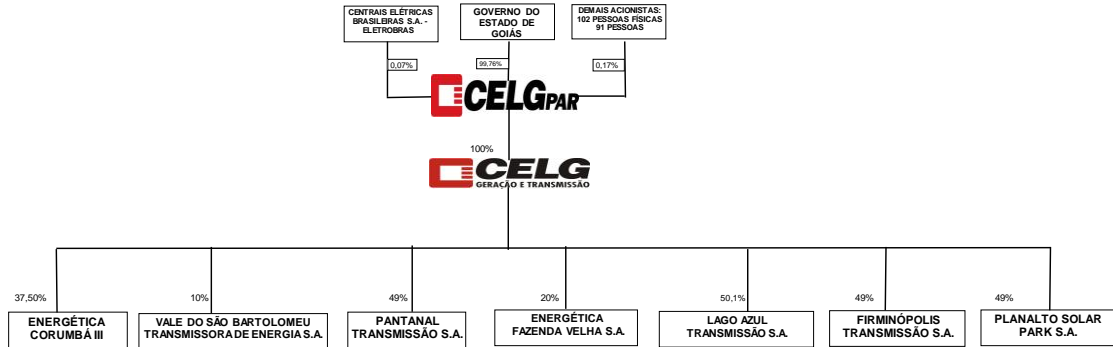 CENTRAIS ELÉTRICAS
BRASILEIRAS S.A. -
ELETROBRAS
GOVERNO DO
ESTADO DE
GOIÁS
DEMAIS ACIONISTAS:
102 PESSOAS FÍSICAS
91 PESSOAS
0,07%
99,76%
0,17%
CELGPAR
100%
CELG
GERAÇÃO E TRANSMISSÃO
37,50%
10%
49%
20%
50,1%
49%
49%
ENERGÉTICA
CORUMBÁ III
VALE DO SÃO BARTOLOMEU
TRANSMISSORA DE ENERGIA S.A.
PANTANAL
TRANSMISSÃO S.A.
ENERGÉTICA
FAZENDA VELHA S.A.
LAGO AZUL
TRANSMISSÃO S.A.
FIRMINÓPOLIS
TRANSMISSÃO S.A.
PLANALTO SOLAR
PARK S.A.